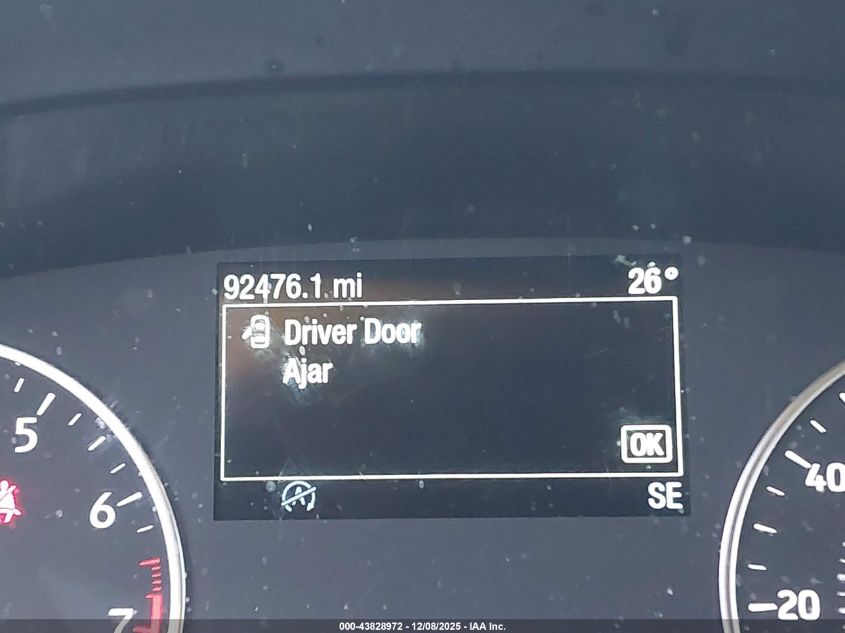 92476.1 mi 26°
Driver Door
Ajar
OK
SE
5
6
7
40
20
000-43828972 - 12/08/2025 - IAA Inc.